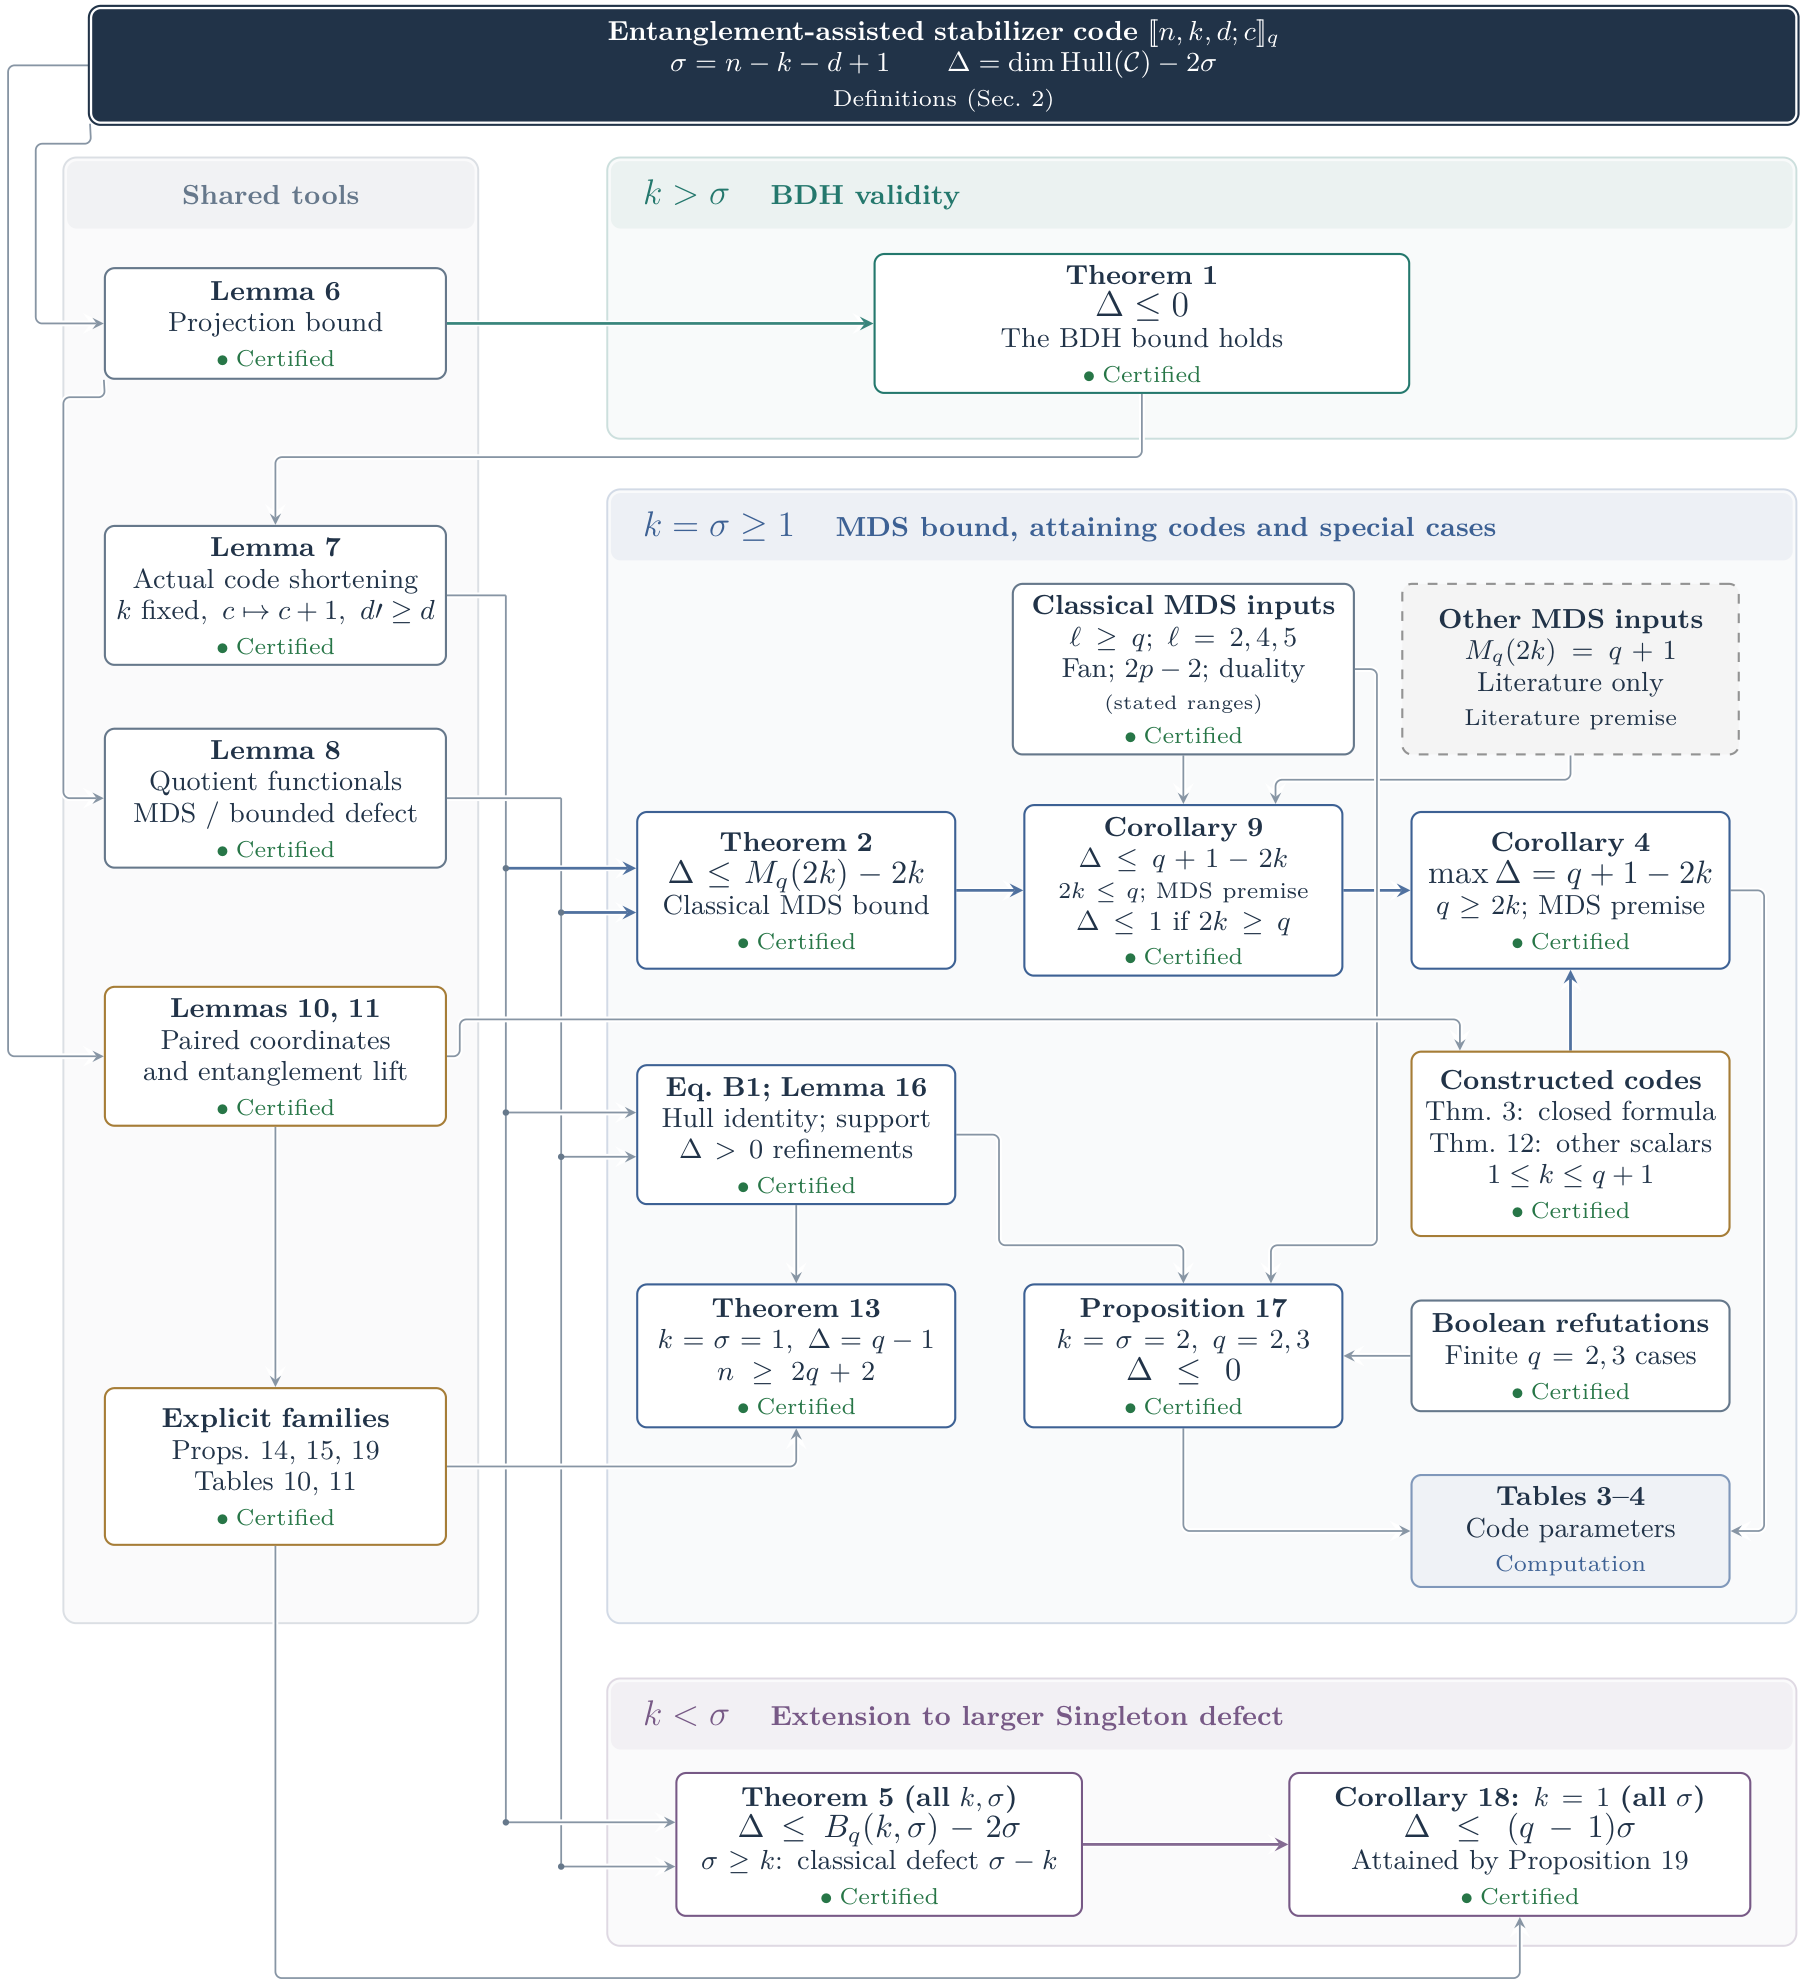 Entanglement-assisted stabilizer code ⟦n, k, d; c⟧_q
σ = n − k − d + 1  Δ = dim Hull(𝒞) − 2σ
Definitions (Sec. 2)
Shared tools
Lemma 6
Projection bound
● Certified
Lemma 7
Actual code shortening
k fixed, c ↦ c + 1, d′ ≥ d
● Certified
Lemma 8
Quotient functionals
MDS / bounded defect
● Certified
Lemmas 10, 11
Paired coordinates
and entanglement lift
● Certified
Explicit families
Props. 14, 15, 19
Tables 10, 11
● Certified
k > σ  BDH validity
Theorem 1
Δ ≤ 0
The BDH bound holds
● Certified
k = σ ≥ 1  MDS bound, attaining codes and special cases
Classical MDS inputs
ℓ ≥ q; ℓ = 2, 4, 5
Fan; 2p − 2; duality
(stated ranges)
● Certified
Other MDS inputs
M_q(2k) = q + 1
Literature only
Literature premise
Theorem 2
Δ ≤ M_q(2k) − 2k
Classical MDS bound
● Certified
Corollary 9
Δ ≤ q + 1 − 2k
2k ≤ q; MDS premise
Δ ≤ 1 if 2k ≥ q
● Certified
Corollary 4
max Δ = q + 1 − 2k
q ≥ 2k; MDS premise
● Certified
Eq. B1; Lemma 16
Hull identity; support
Δ > 0 refinements
● Certified
Constructed codes
Thm. 3: closed formula
Thm. 12: other scalars
1 ≤ k ≤ q + 1
● Certified
Theorem 13
k = σ = 1, Δ = q − 1
n ≥ 2q + 2
● Certified
Proposition 17
k = σ = 2, q = 2, 3
Δ ≤ 0
● Certified
Boolean refutations
Finite q = 2, 3 cases
● Certified
Tables 3–4
Code parameters
Computation
k < σ  Extension to larger Singleton defect
Theorem 5 (all k, σ)
Δ ≤ B_q(k, σ) − 2σ
σ ≥ k: classical defect σ − k
● Certified
Corollary 18: k = 1 (all σ)
Δ ≤ (q − 1)σ
Attained by Proposition 19
● Certified